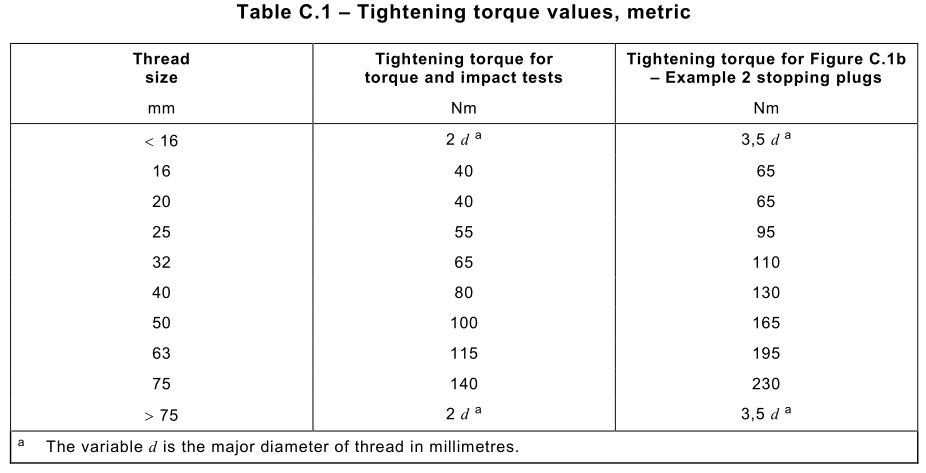 Table C.1 – Tightening torque values, metric
Thread size mm | Tightening torque for torque and impact tests Nm | Tightening torque for Figure C.1b – Example 2 stopping plugs Nm
< 16 2 d a 3,5 d a
16 40 65
20 40 65
25 55 95
32 65 110
40 80 130
50 100 165
63 115 195
75 140 230
> 75 2 d a 3,5 d a
a The variable d is the major diameter of thread in millimetres.